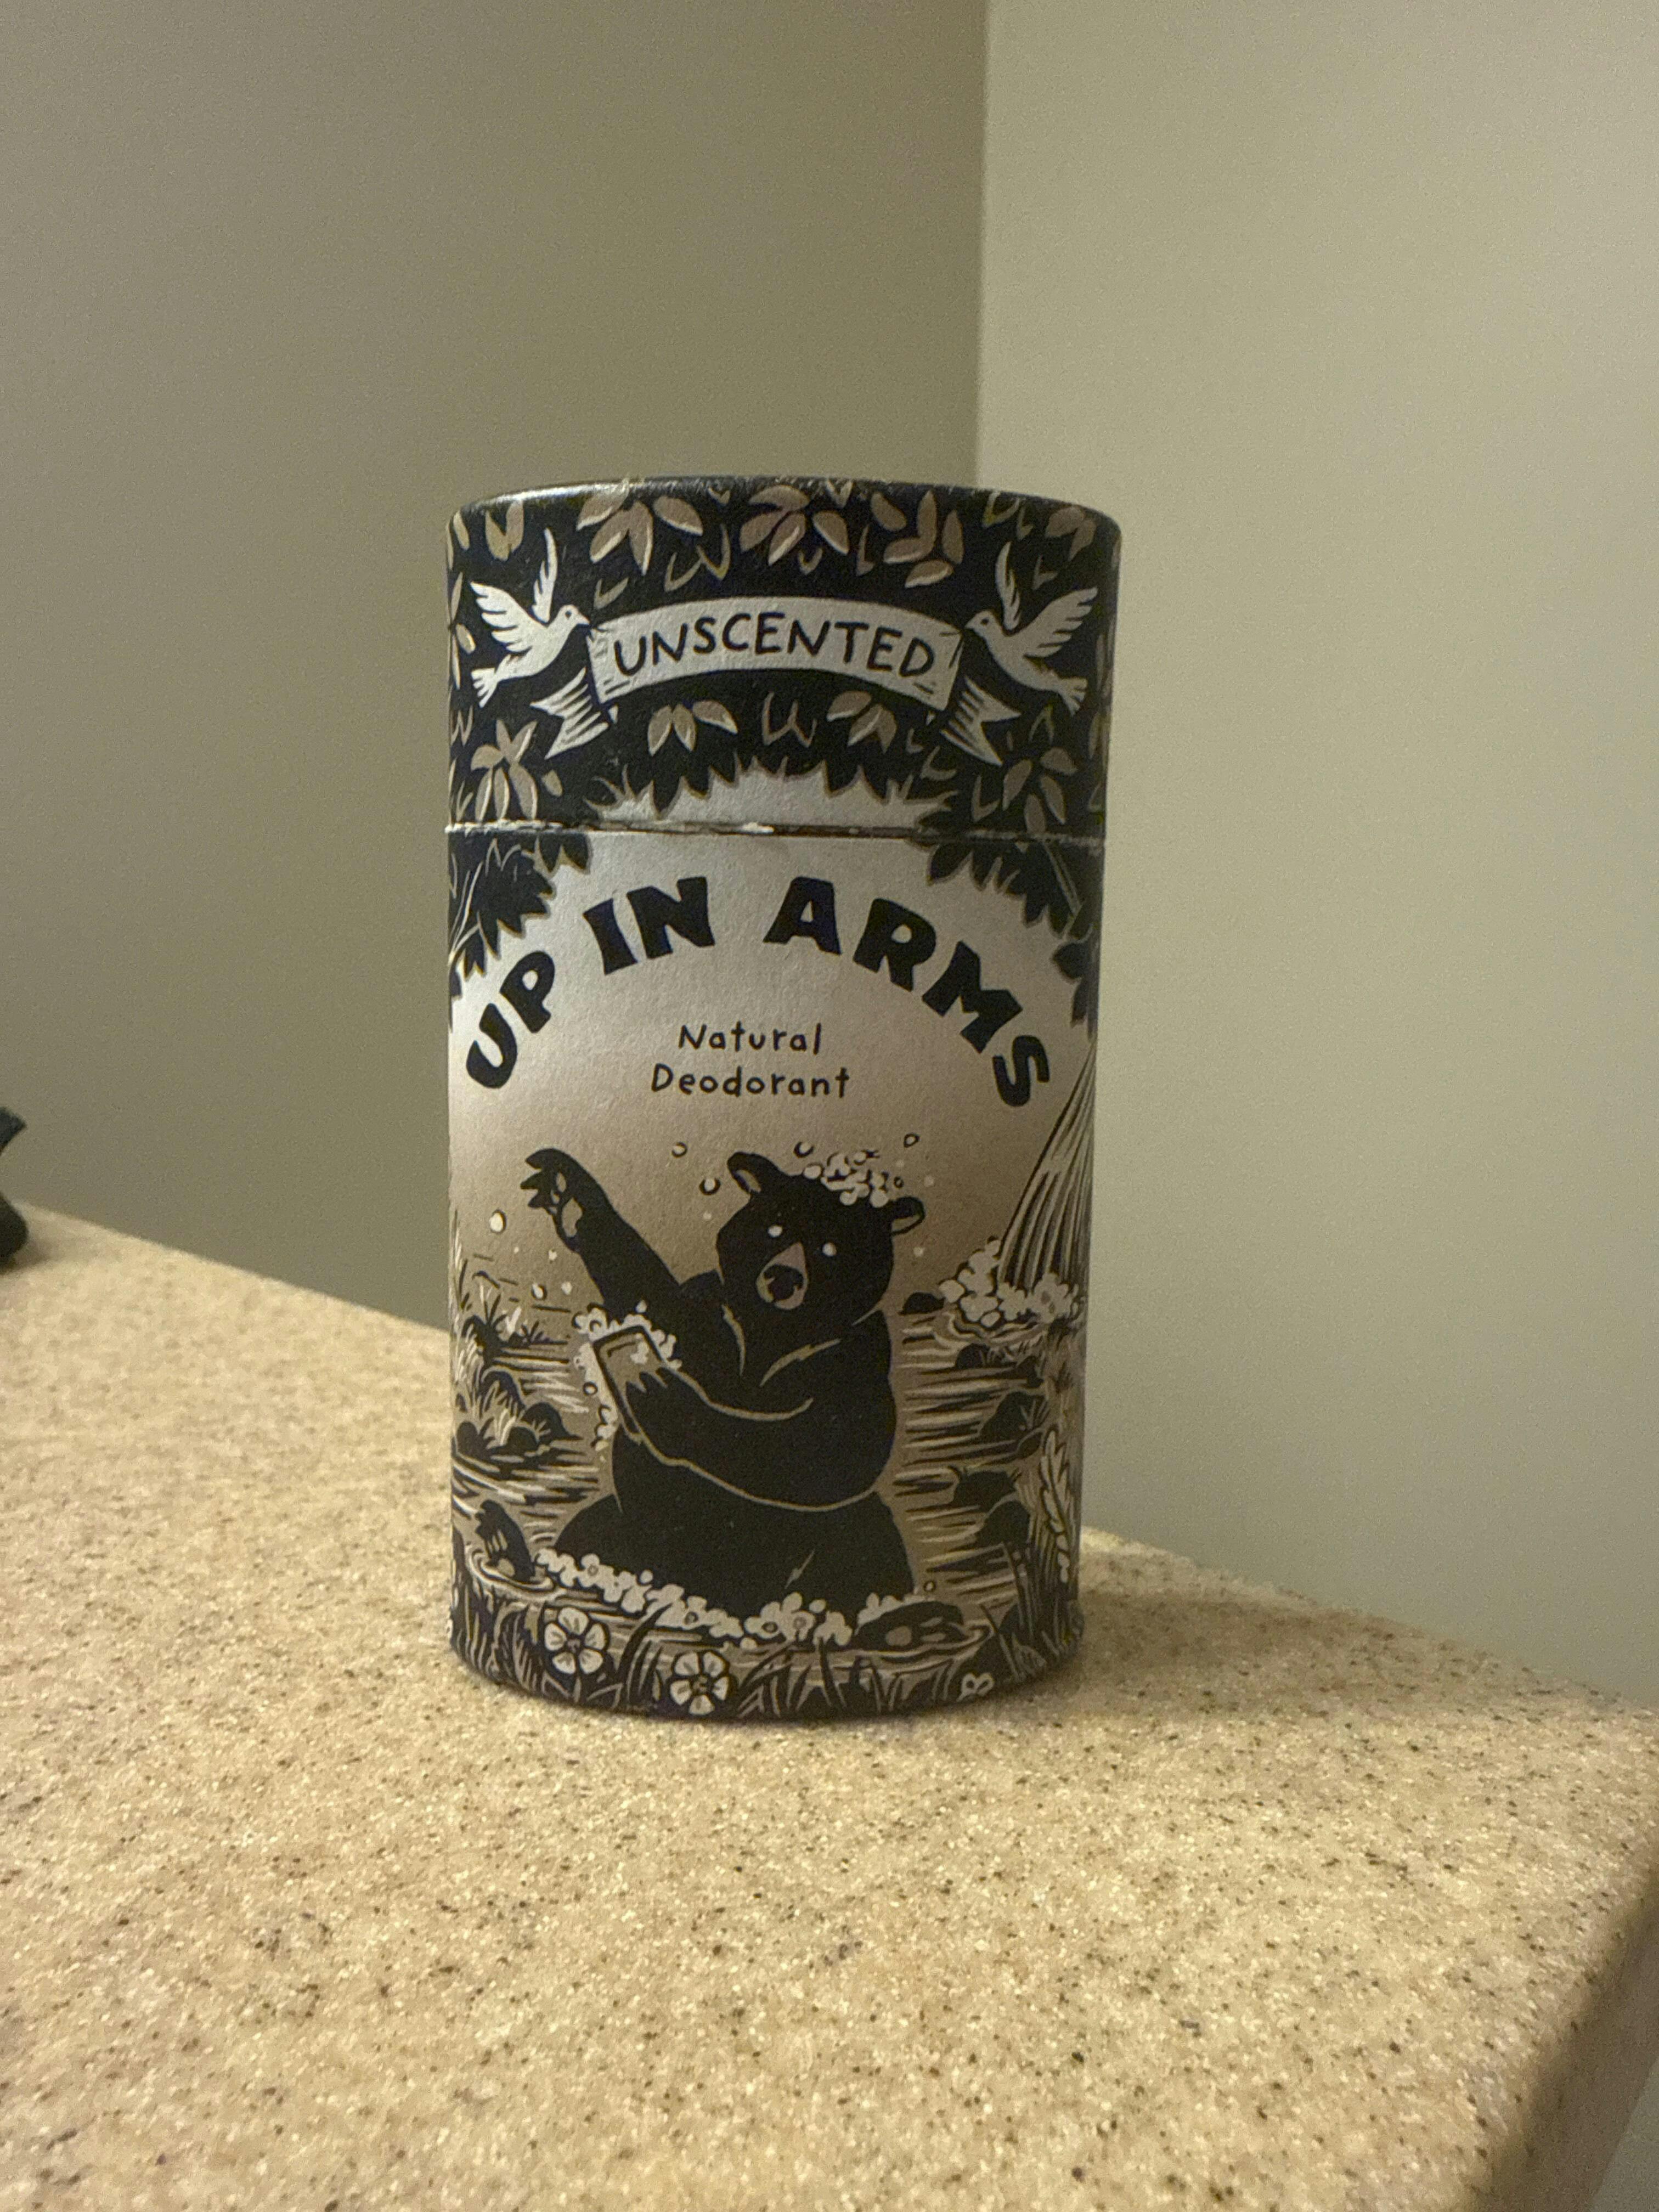 UNSCENTED
UP IN ARMS
Natural
Deodorant